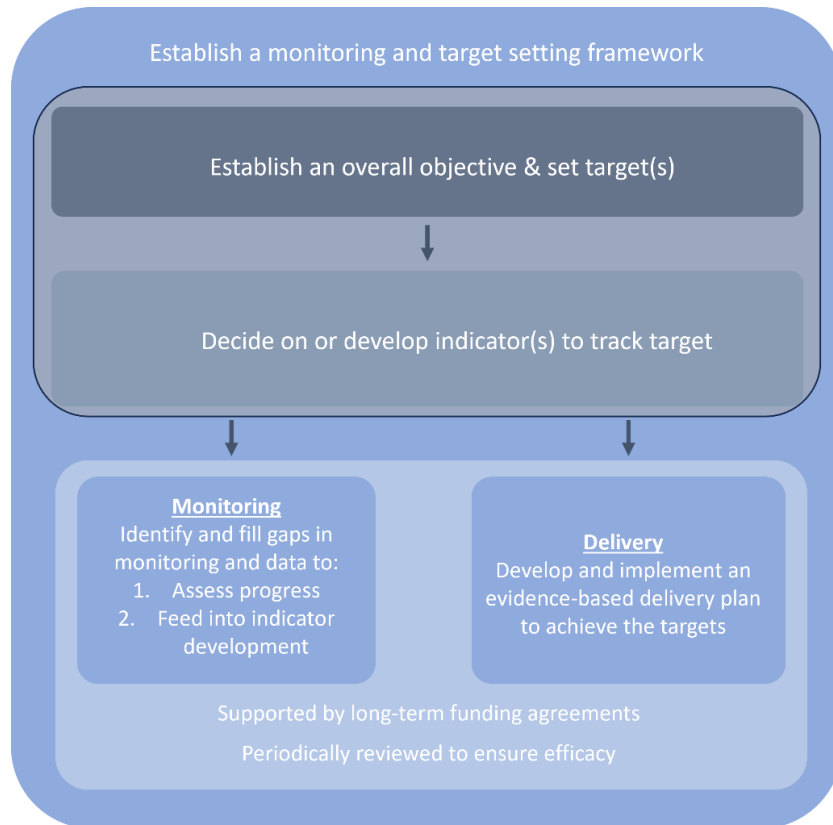 Establish a monitoring and target setting framework
Establish an overall objective & set target(s)
Decide on or develop indicator(s) to track target
Monitoring
Identify and fill gaps in
monitoring and data to:
1. Assess progress
2. Feed into indicator
development
Delivery
Develop and implement an
evidence-based delivery plan
to achieve the targets
Supported by long-term funding agreements
Periodically reviewed to ensure efficacy